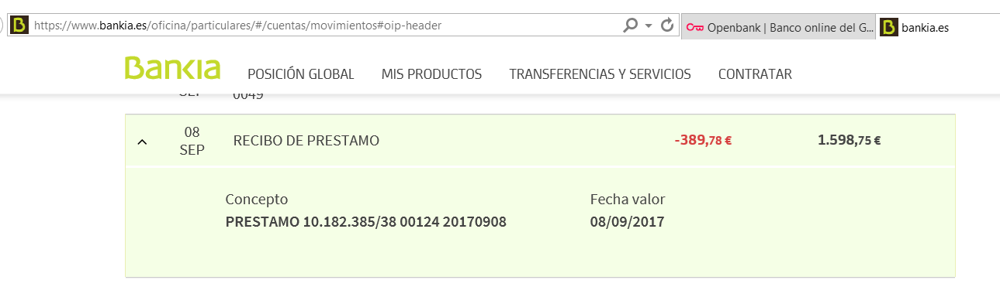 https://www.bankia.es/oficina/particulares/#/cuentas/movimientos#oip-header
Openbank | Banco online del G...
bankia.es
Bankia POSICIÓN GLOBAL MIS PRODUCTOS TRANSFERENCIAS Y SERVICIOS CONTRATAR
SEP 0049
08
SEP
RECIBO DE PRESTAMO -389,78 € 1.598,75 €
Concepto Fecha valor
PRESTAMO 10.182.385/38 00124 20170908 08/09/2017